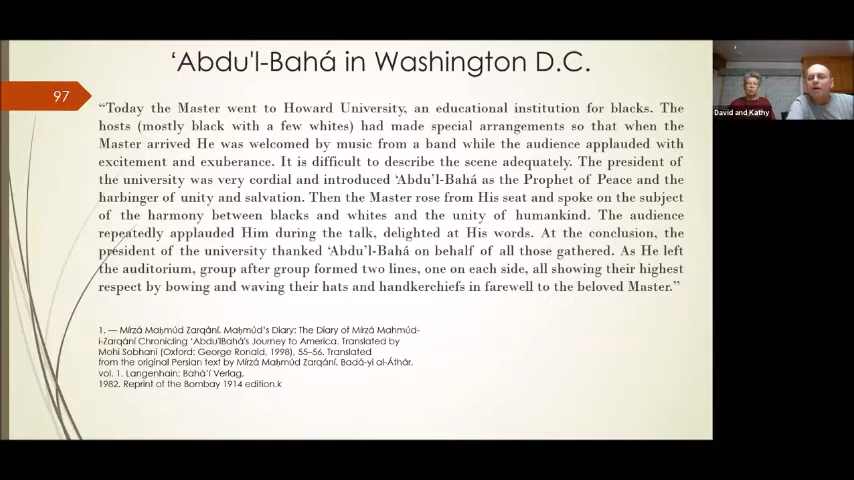 ‘Abdu'l-Bahá in Washington D.C.
97
“Today the Master went to Howard University, an educational institution for blacks. The
hosts (mostly black with a few whites) had made special arrangements so that when the
Master arrived He was welcomed by music from a band while the audience applauded with
excitement and exuberance. It is difficult to describe the scene adequately. The president of
the university was very cordial and introduced ‘Abdu’l-Bahá as the Prophet of Peace and the
harbinger of unity and salvation. Then the Master rose from His seat and spoke on the subject
of the harmony between blacks and whites and the unity of humankind. The audience
repeatedly applauded Him during the talk, delighted at His words. At the conclusion, the
president of the university thanked ‘Abdu’l-Bahá on behalf of all those gathered. As He left
the auditorium, group after group formed two lines, one on each side, all showing their highest
respect by bowing and waving their hats and handkerchiefs in farewell to the beloved Master.”
1. — Mírzá Maḥmúd Zarqání, Maḥmúd’s Diary: The Diary of Mírzá Mahmúd-
i-Zarqání Chronicling ‘Abdu'lBahá's Journey to America. Translated by
Mohi Sobhani (Oxford: George Ronald, 1998), 55–56. Translated
from the original Persian text by Mírzá Maḥmúd Zarqání, Badá-yi al-Áthár,
vol. 1. Langenhain: Bahá’í Verlag,
1982. Reprint of the Bombay 1914 edition.k
David and Kathy